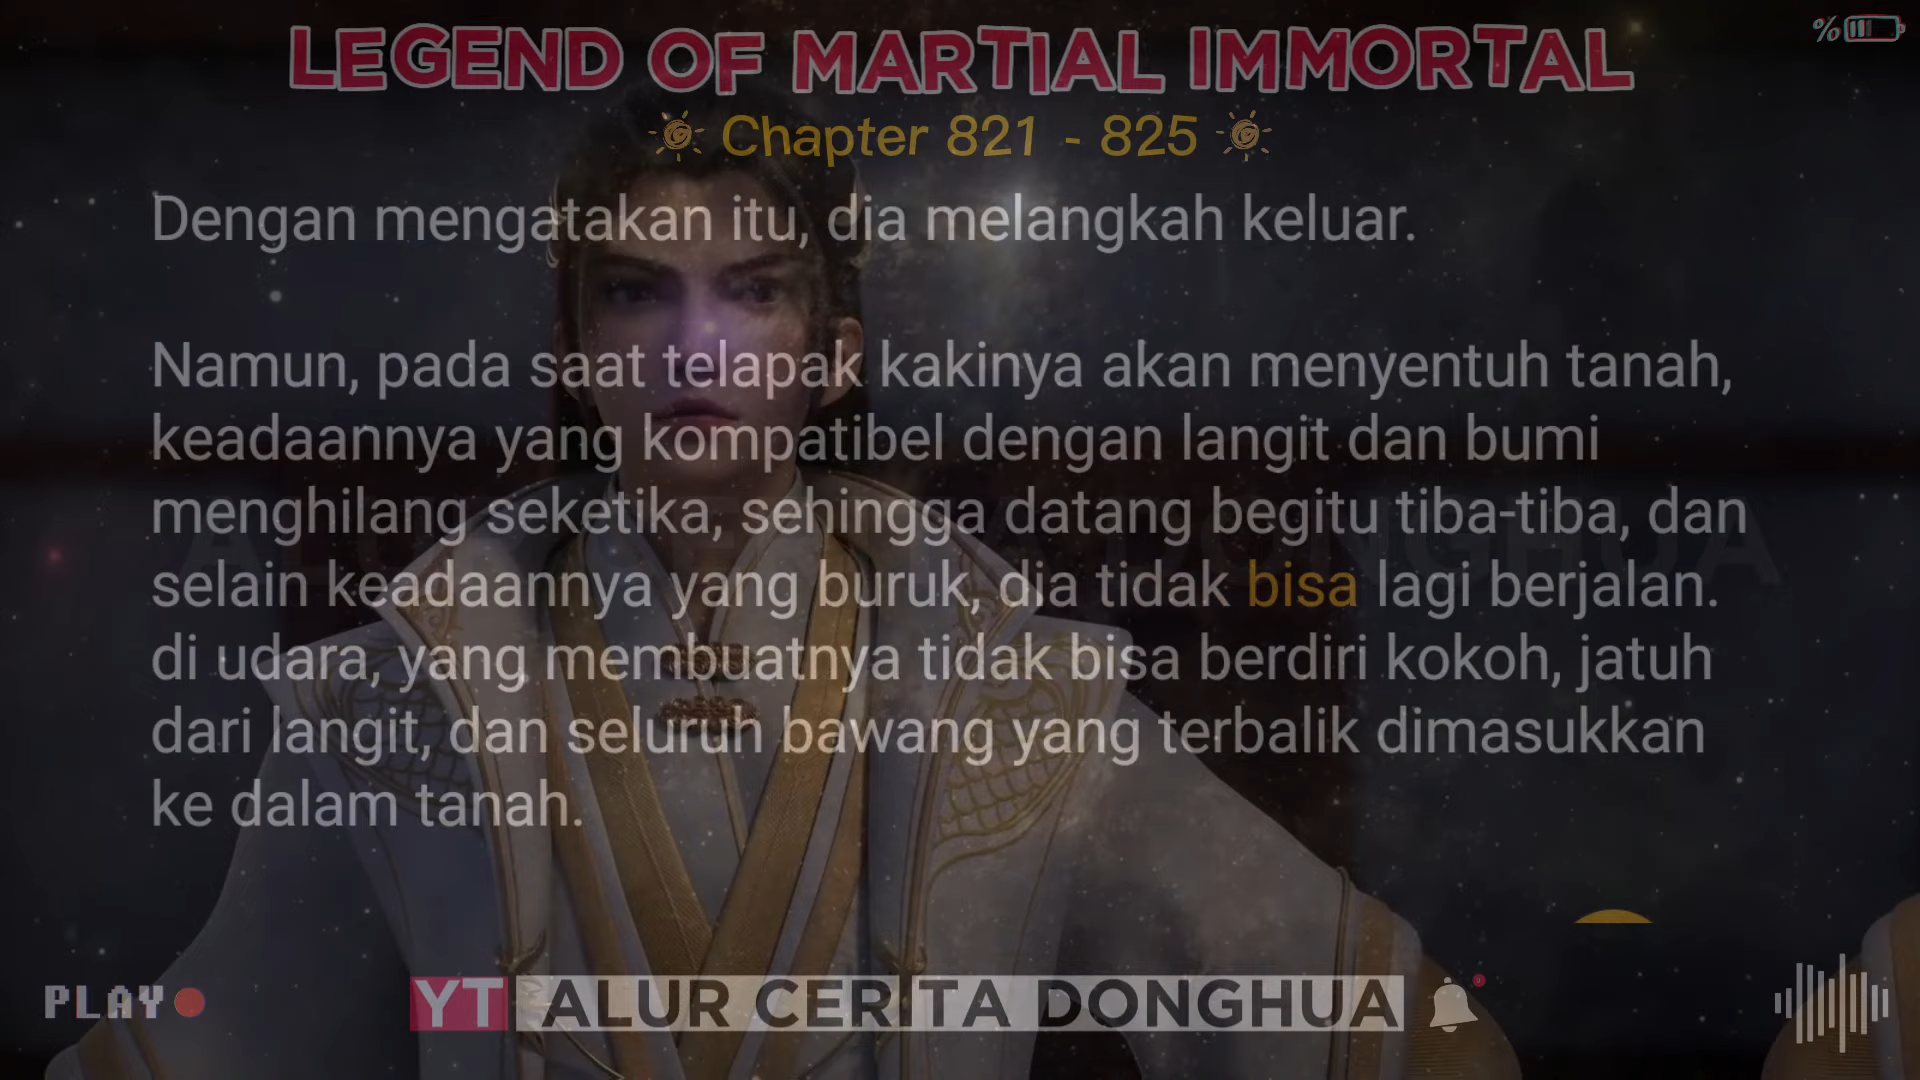 LEGEND OF MARTIAL IMMORTAL
%
Chapter 821 - 825
Dengan mengatakan itu, dia melangkah keluar.
Namun, pada saat telapak kakinya akan menyentuh tanah,
keadaannya yang kompatibel dengan langit dan bumi
menghilang seketika, sehingga datang begitu tiba-tiba, dan
selain keadaannya yang buruk, dia tidak bisa lagi berjalan.
di udara, yang membuatnya tidak bisa berdiri kokoh, jatuh
dari langit, dan seluruh bawang yang terbalik dimasukkan
ke dalam tanah.
PLAY
YT ALUR CERITA DONGHUA